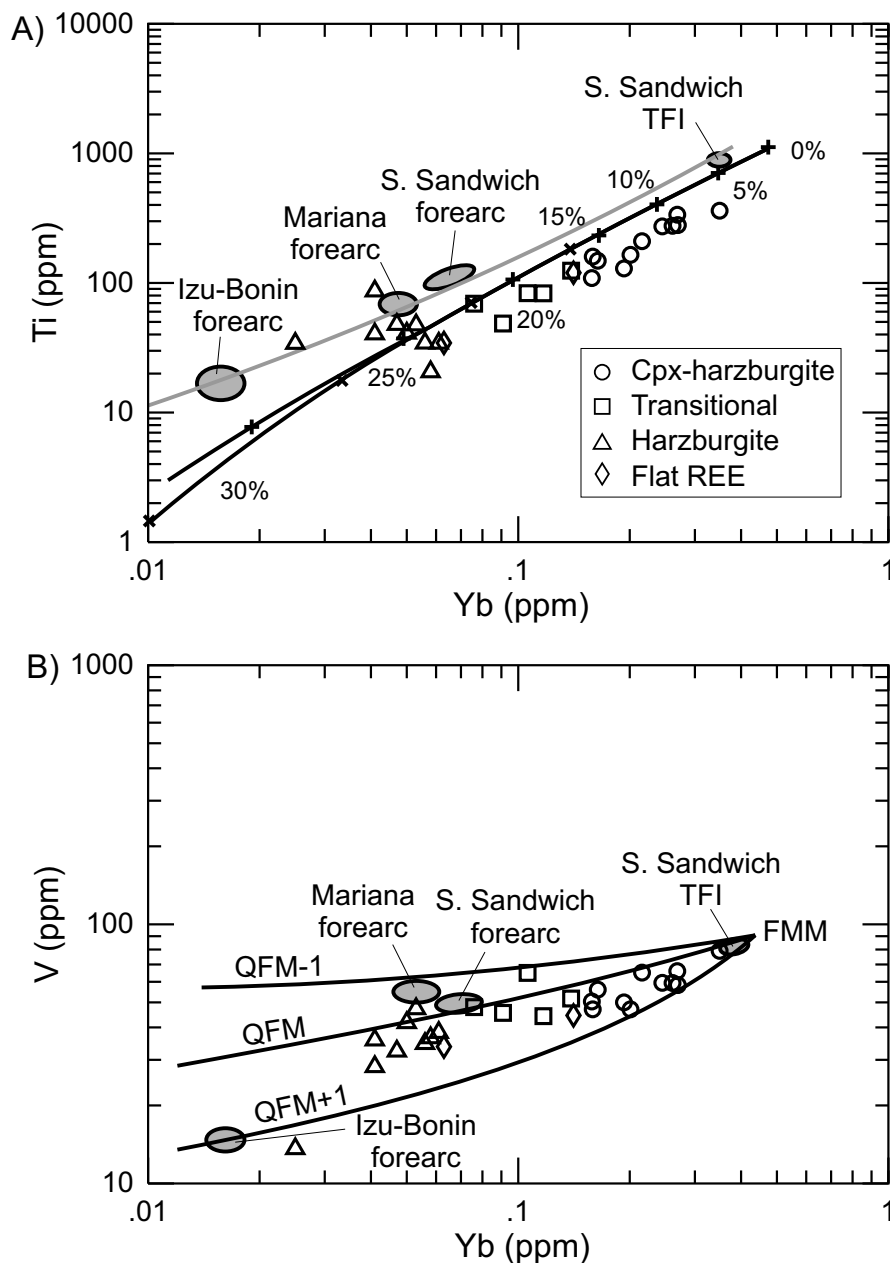 A)
10000
1000
100
10
1
.01
.1
1
Ti (ppm)
Yb (ppm)
S. Sandwich
TFI
0%
5%
10%
15%
S. Sandwich
forearc
Mariana
forearc
Izu-Bonin
forearc
20%
25%
30%
Cpx-harzburgite
Transitional
Harzburgite
Flat REE
B)
1000
100
10
.01
.1
1
V (ppm)
Yb (ppm)
S. Sandwich
TFI
Mariana
forearc
S. Sandwich
forearc
FMM
QFM-1
QFM
QFM+1
Izu-Bonin
forearc